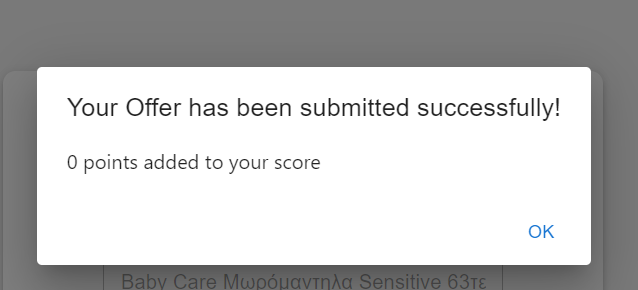 Your Offer has been submitted successfully!
0 points added to your score
OK
Baby Care Μωρόμαντηλα Sensitive 63τε